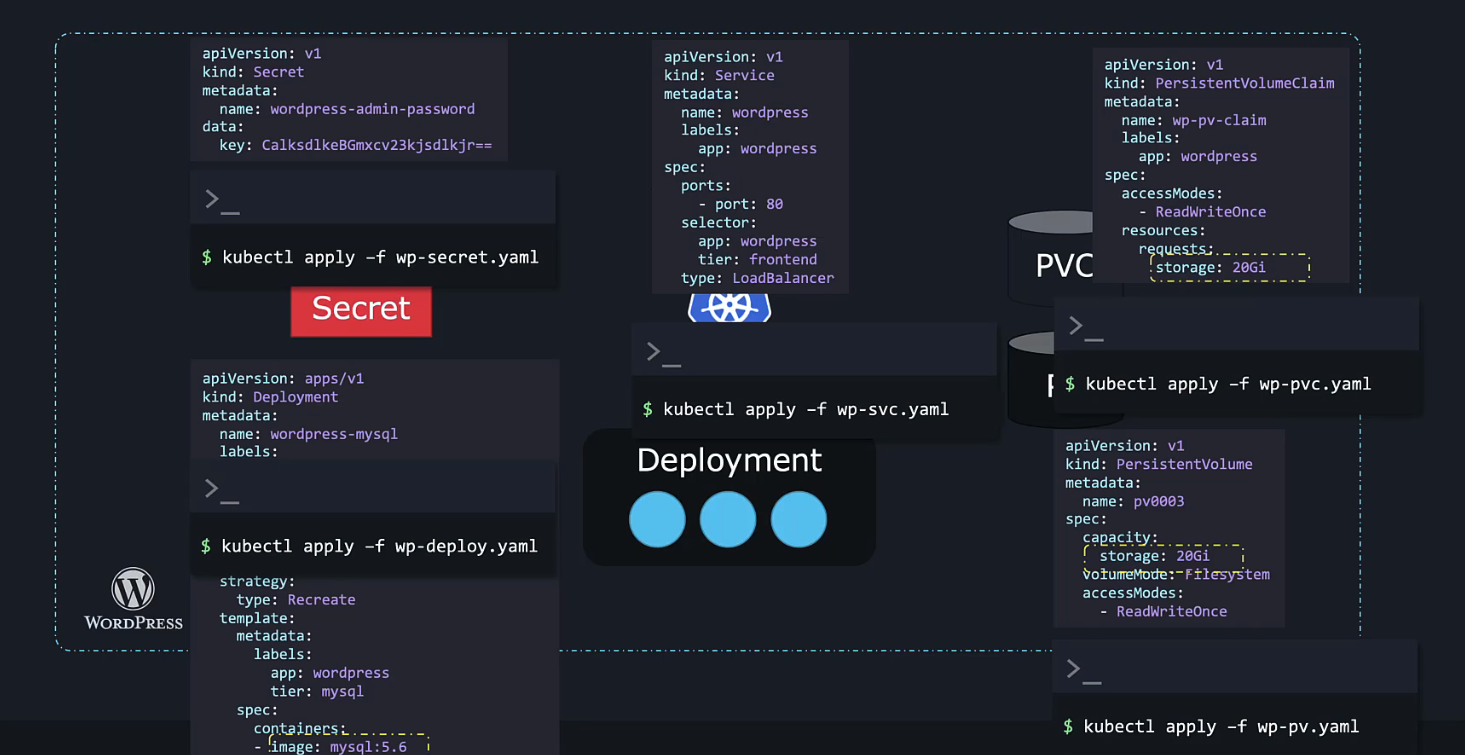 apiVersion: v1
kind: Secret
metadata:
  name: wordpress-admin-password
data:
  key: CalksdlkeBGmxcv23kjsdlkjr==
>_
$ kubectl apply –f wp-secret.yaml
Secret
apiVersion: apps/v1
kind: Deployment
metadata:
  name: wordpress-mysql
  labels:
>_
$ kubectl apply –f wp-deploy.yaml
  strategy:
    type: Recreate
  template:
    metadata:
      labels:
        app: wordpress
        tier: mysql
    spec:
      containers:
      - image: mysql:5.6
WORDPRESS
apiVersion: v1
kind: Service
metadata:
  name: wordpress
  labels:
    app: wordpress
spec:
  ports:
    - port: 80
  selector:
    app: wordpress
    tier: frontend
  type: LoadBalancer
>_
$ kubectl apply –f wp-svc.yaml
Deployment
PVC
apiVersion: v1
kind: PersistentVolumeClaim
metadata:
  name: wp-pv-claim
  labels:
    app: wordpress
spec:
  accessModes:
    - ReadWriteOnce
  resources:
    requests:
      storage: 20Gi
>_
$ kubectl apply –f wp-pvc.yaml
apiVersion: v1
kind: PersistentVolume
metadata:
  name: pv0003
spec:
  capacity:
    storage: 20Gi
  volumeMode: Filesystem
  accessModes:
    - ReadWriteOnce
>_
$ kubectl apply –f wp-pv.yaml